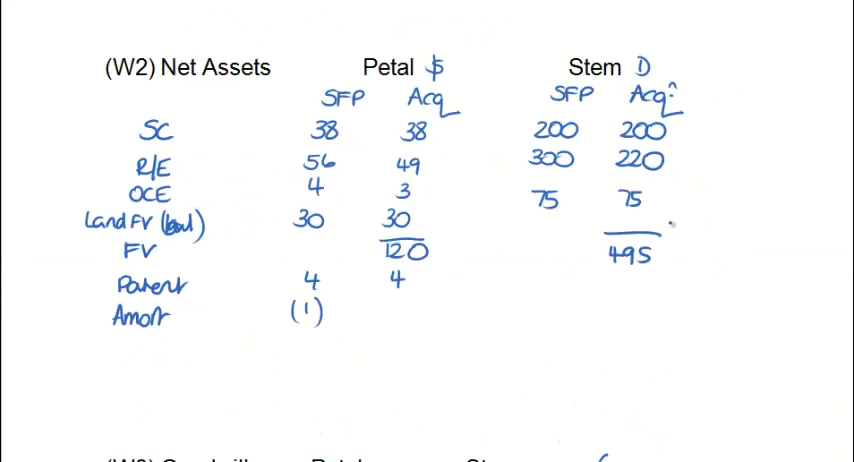 (W2) Net Assets Petal $ Stem D
SFP Acq SFP Acq^
SC 38 38 200 200
R/E 56 49 300 220
OCE 4 3 75 75
Land FV (bal) 30 30
FV 120 495
Patent 4 4
Amort (1)